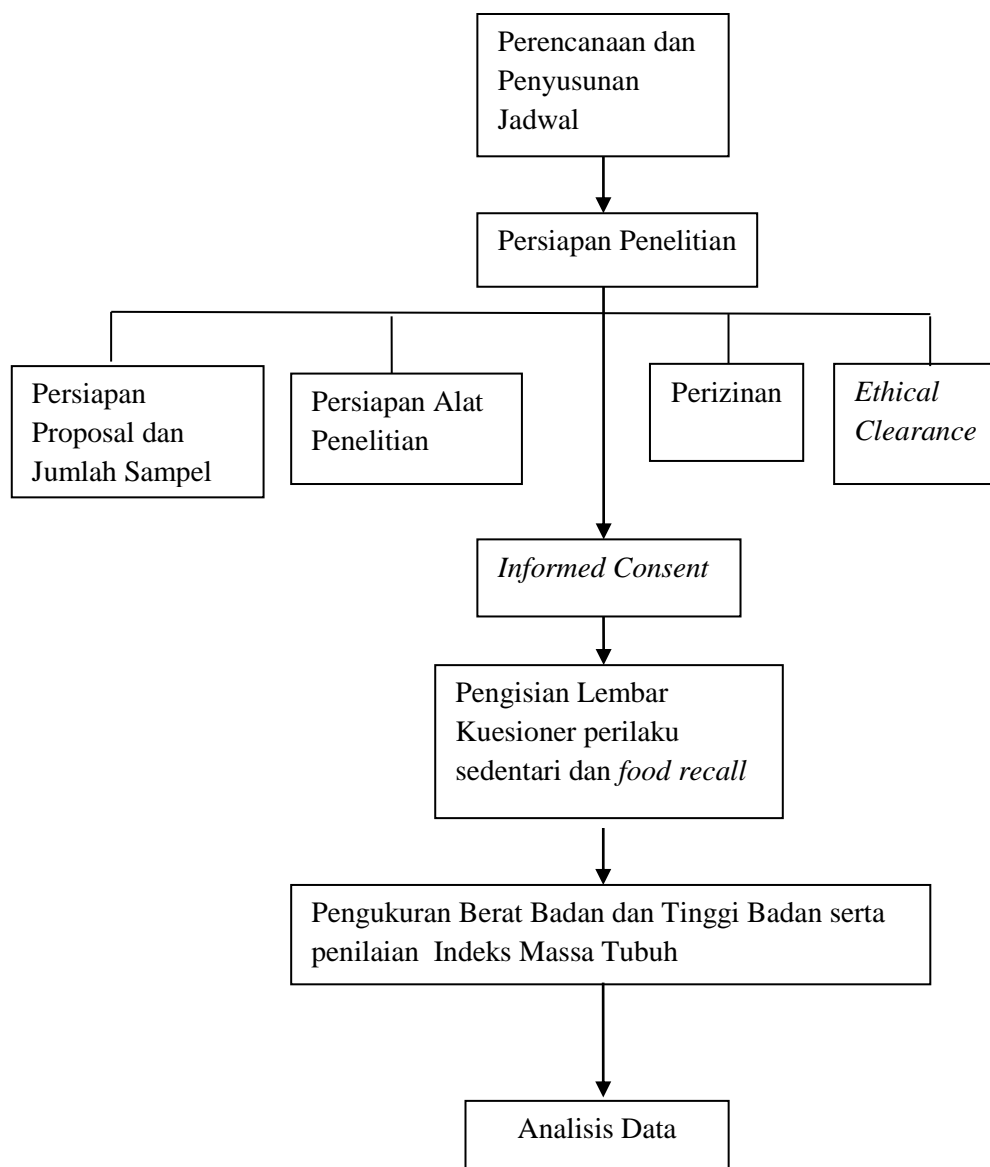 Perencanaan dan
Penyusunan
Jadwal
Persiapan Penelitian
Persiapan
Proposal dan
Jumlah Sampel
Persiapan Alat
Penelitian
Perizinan
Ethical
Clearance
Informed Consent
Pengisian Lembar
Kuesioner perilaku
sedentari dan food recall
Pengukuran Berat Badan dan Tinggi Badan serta
penilaian  Indeks Massa Tubuh
Analisis Data